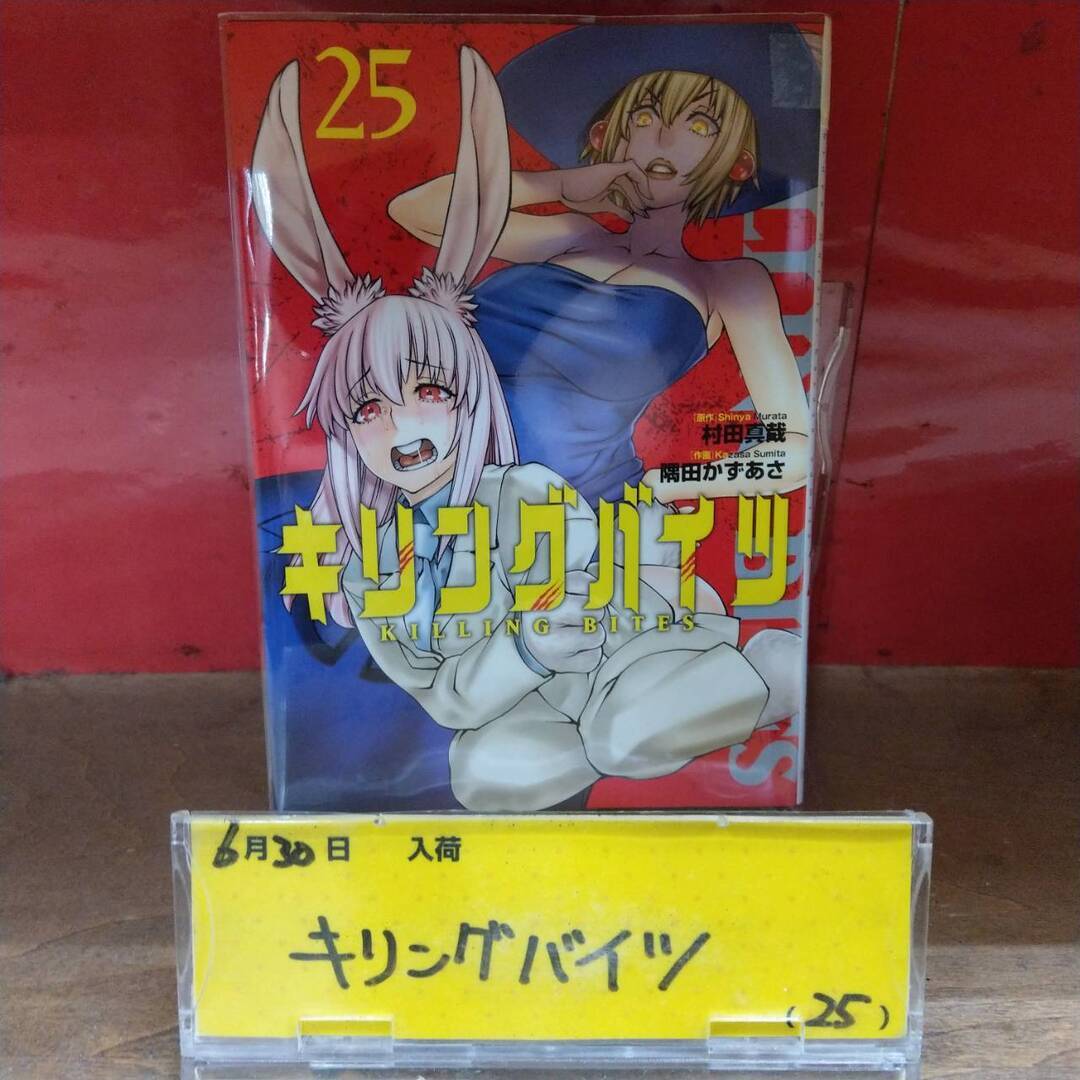 25
[原作]Shinya Murata
村田真哉
[作画]Kazasa Sumita
隅田かずあさ
キリングバイツ
KILLING BITES
6月30日 入荷
キリングバイツ
(25)